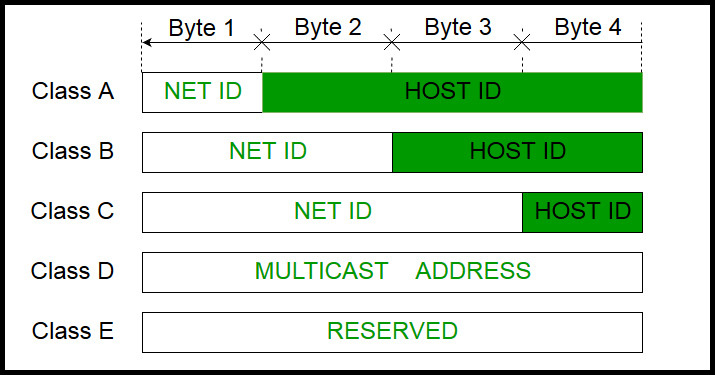 Byte 1 Byte 2 Byte 3 Byte 4
Class A NET ID HOST ID
Class B NET ID HOST ID
Class C NET ID HOST ID
Class D MULTICAST ADDRESS
Class E RESERVED